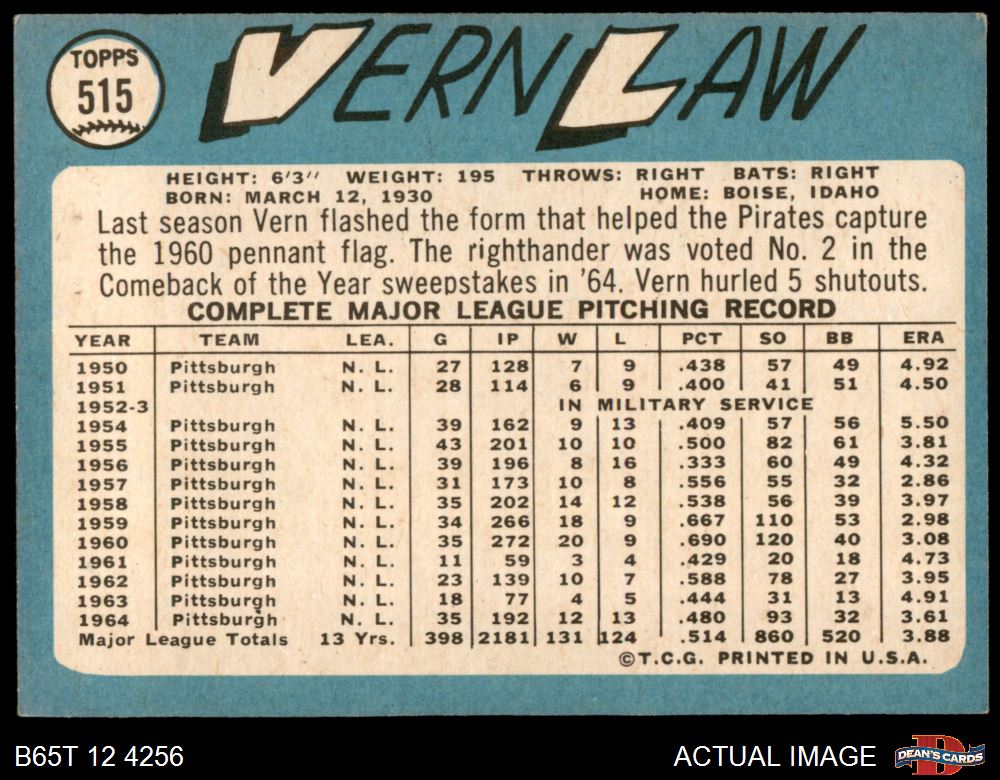 TOPPS
515
VERN LAW
HEIGHT: 6'3" WEIGHT: 195 THROWS: RIGHT BATS: RIGHT
BORN: MARCH 12, 1930 HOME: BOISE, IDAHO
Last season Vern flashed the form that helped the Pirates capture
the 1960 pennant flag. The righthander was voted No. 2 in the
Comeback of the Year sweepstakes in '64. Vern hurled 5 shutouts.
COMPLETE MAJOR LEAGUE PITCHING RECORD
YEAR TEAM LEA. G IP W L PCT SO BB ERA
1950 Pittsburgh N. L. 27 128 7 9 .438 57 49 4.92
1951 Pittsburgh N. L. 28 114 6 9 .400 41 51 4.50
1952-3 IN MILITARY SERVICE
1954 Pittsburgh N. L. 39 162 9 13 .409 57 56 5.50
1955 Pittsburgh N. L. 43 201 10 10 .500 82 61 3.81
1956 Pittsburgh N. L. 39 196 8 16 .333 60 49 4.32
1957 Pittsburgh N. L. 31 173 10 8 .556 55 32 2.86
1958 Pittsburgh N. L. 35 202 14 12 .538 56 39 3.97
1959 Pittsburgh N. L. 34 266 18 9 .667 110 53 2.98
1960 Pittsburgh N. L. 35 272 20 9 .690 120 40 3.08
1961 Pittsburgh N. L. 11 59 3 4 .429 20 18 4.73
1962 Pittsburgh N. L. 23 139 10 7 .588 78 27 3.95
1963 Pittsburgh N. L. 18 77 4 5 .444 31 13 4.91
1964 Pittsburgh N. L. 35 192 12 13 .480 93 32 3.61
Major League Totals 13 Yrs. 398 2181 131 124 .514 860 520 3.88
©T.C.G. PRINTED IN U.S.A.
B65T 12 4256 ACTUAL IMAGE
DEAN'S CARDS